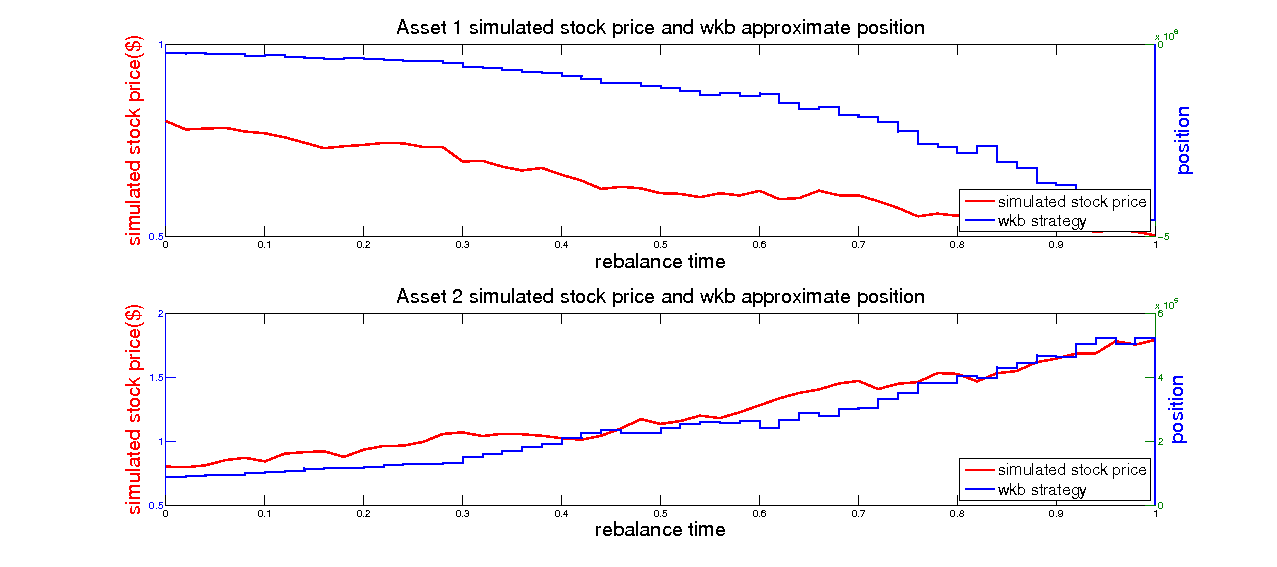 Asset 1 simulated stock price and wkb approximate position
simulated stock price($)
1
0.5
x 10^6
0
-5
position
simulated stock price
wkb strategy
0 0.1 0.2 0.3 0.4 0.5 0.6 0.7 0.8 0.9 1
rebalance time
Asset 2 simulated stock price and wkb approximate position
simulated stock price($)
2
1.5
1
0.5
x 10^5
6
4
2
0
position
simulated stock price
wkb strategy
0 0.1 0.2 0.3 0.4 0.5 0.6 0.7 0.8 0.9 1
rebalance time